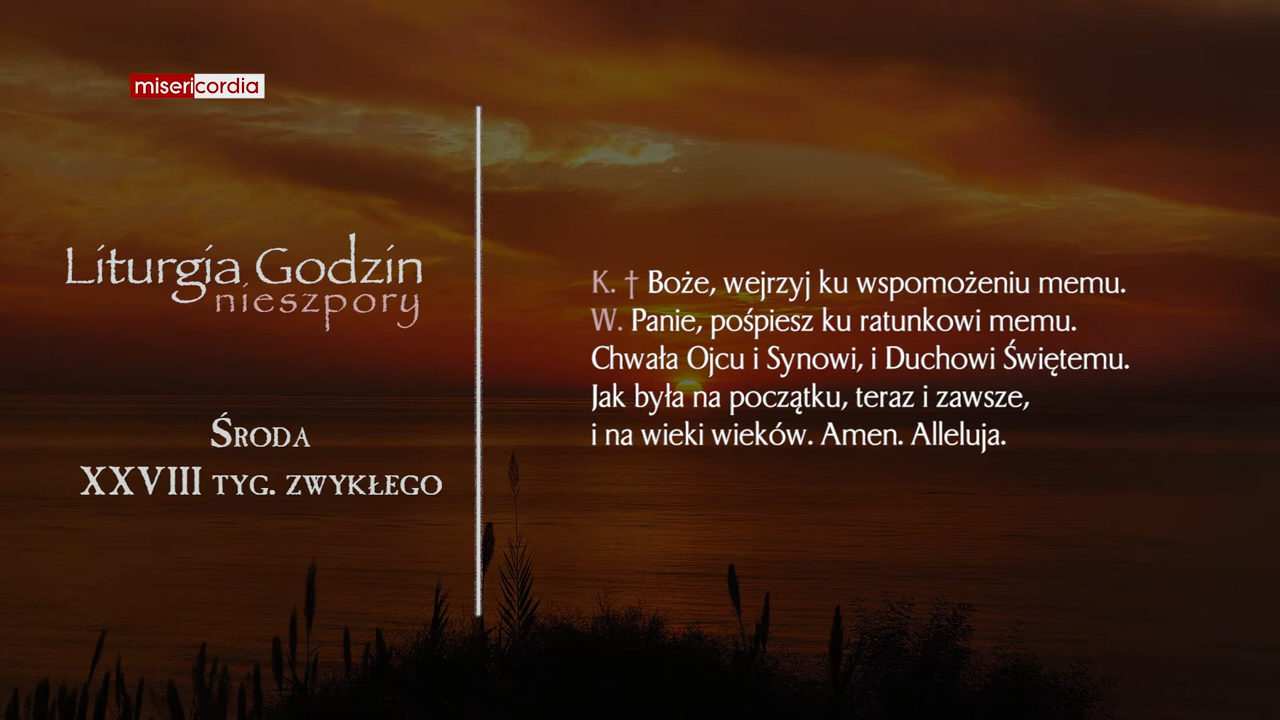 misericordia
Liturgia Godzin
nieszpory
Środa
XXVIII tyg. zwykłego
K. † Boże, wejrzyj ku wspomożeniu memu.
W. Panie, pośpiesz ku ratunkowi memu.
Chwała Ojcu i Synowi, i Duchowi Świętemu.
Jak była na początku, teraz i zawsze,
i na wieki wieków. Amen. Alleluja.